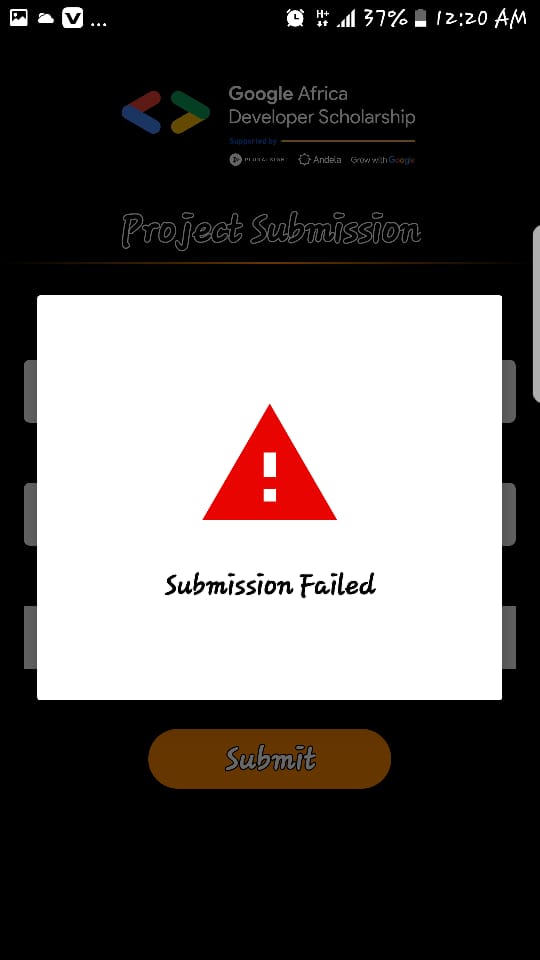 ... H+ 37% 12:20 AM
Google Africa
Developer Scholarship
Supported by
PLURALSIGHT Andela Grow with Google
Project Submission
Submission Failed
Submit